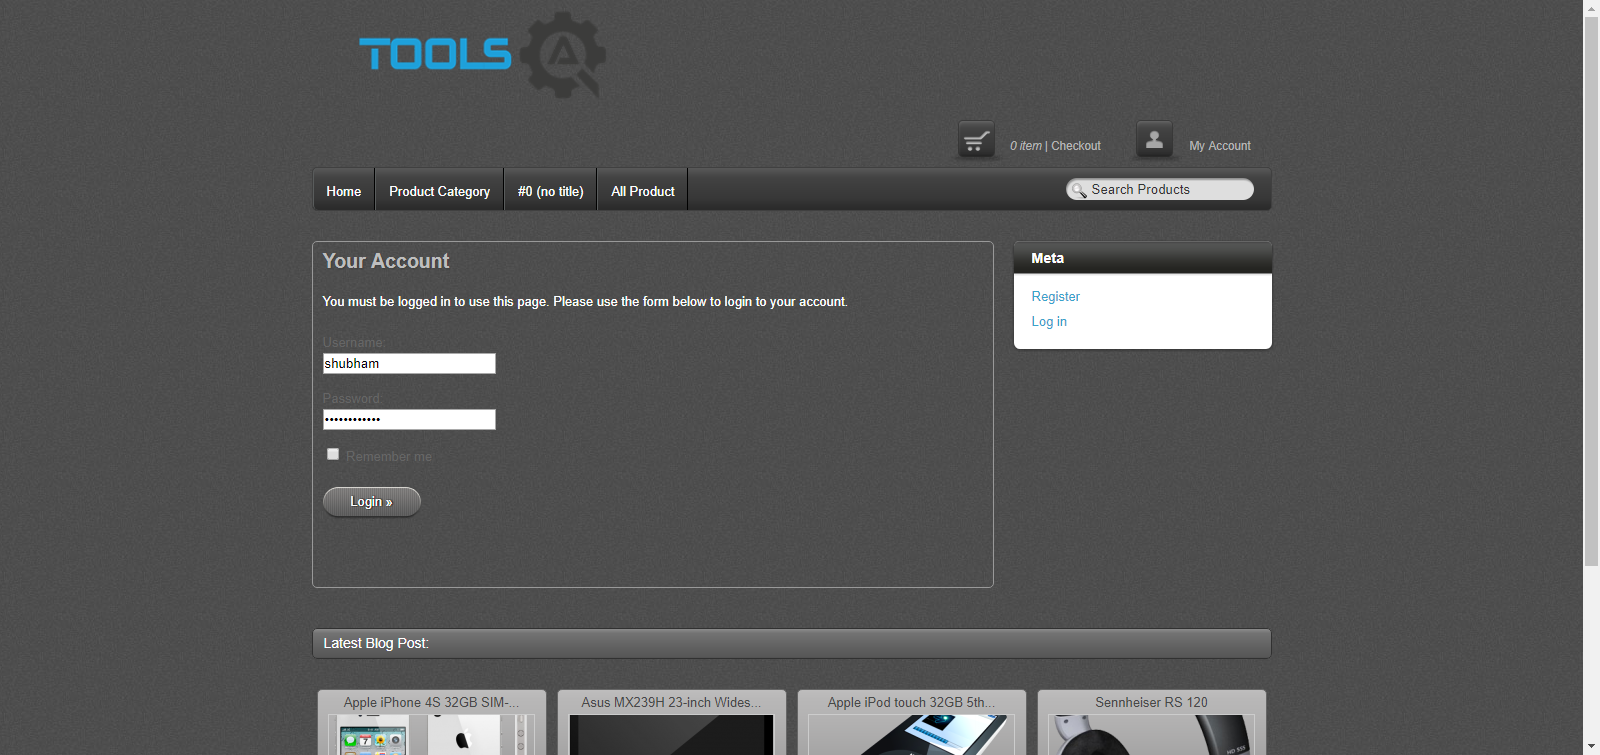 TOOLS
0 item | Checkout
My Account
Home
Product Category
#0 (no title)
All Product
Search Products
Your Account
You must be logged in to use this page. Please use the form below to login to your account.
Username:
shubham
Password:
••••••••••••
Remember me
Login »
Meta
Register
Log in
Latest Blog Post:
Apple iPhone 4S 32GB SIM-...
Asus MX239H 23-inch Wides...
Apple iPod touch 32GB 5th...
Sennheiser RS 120